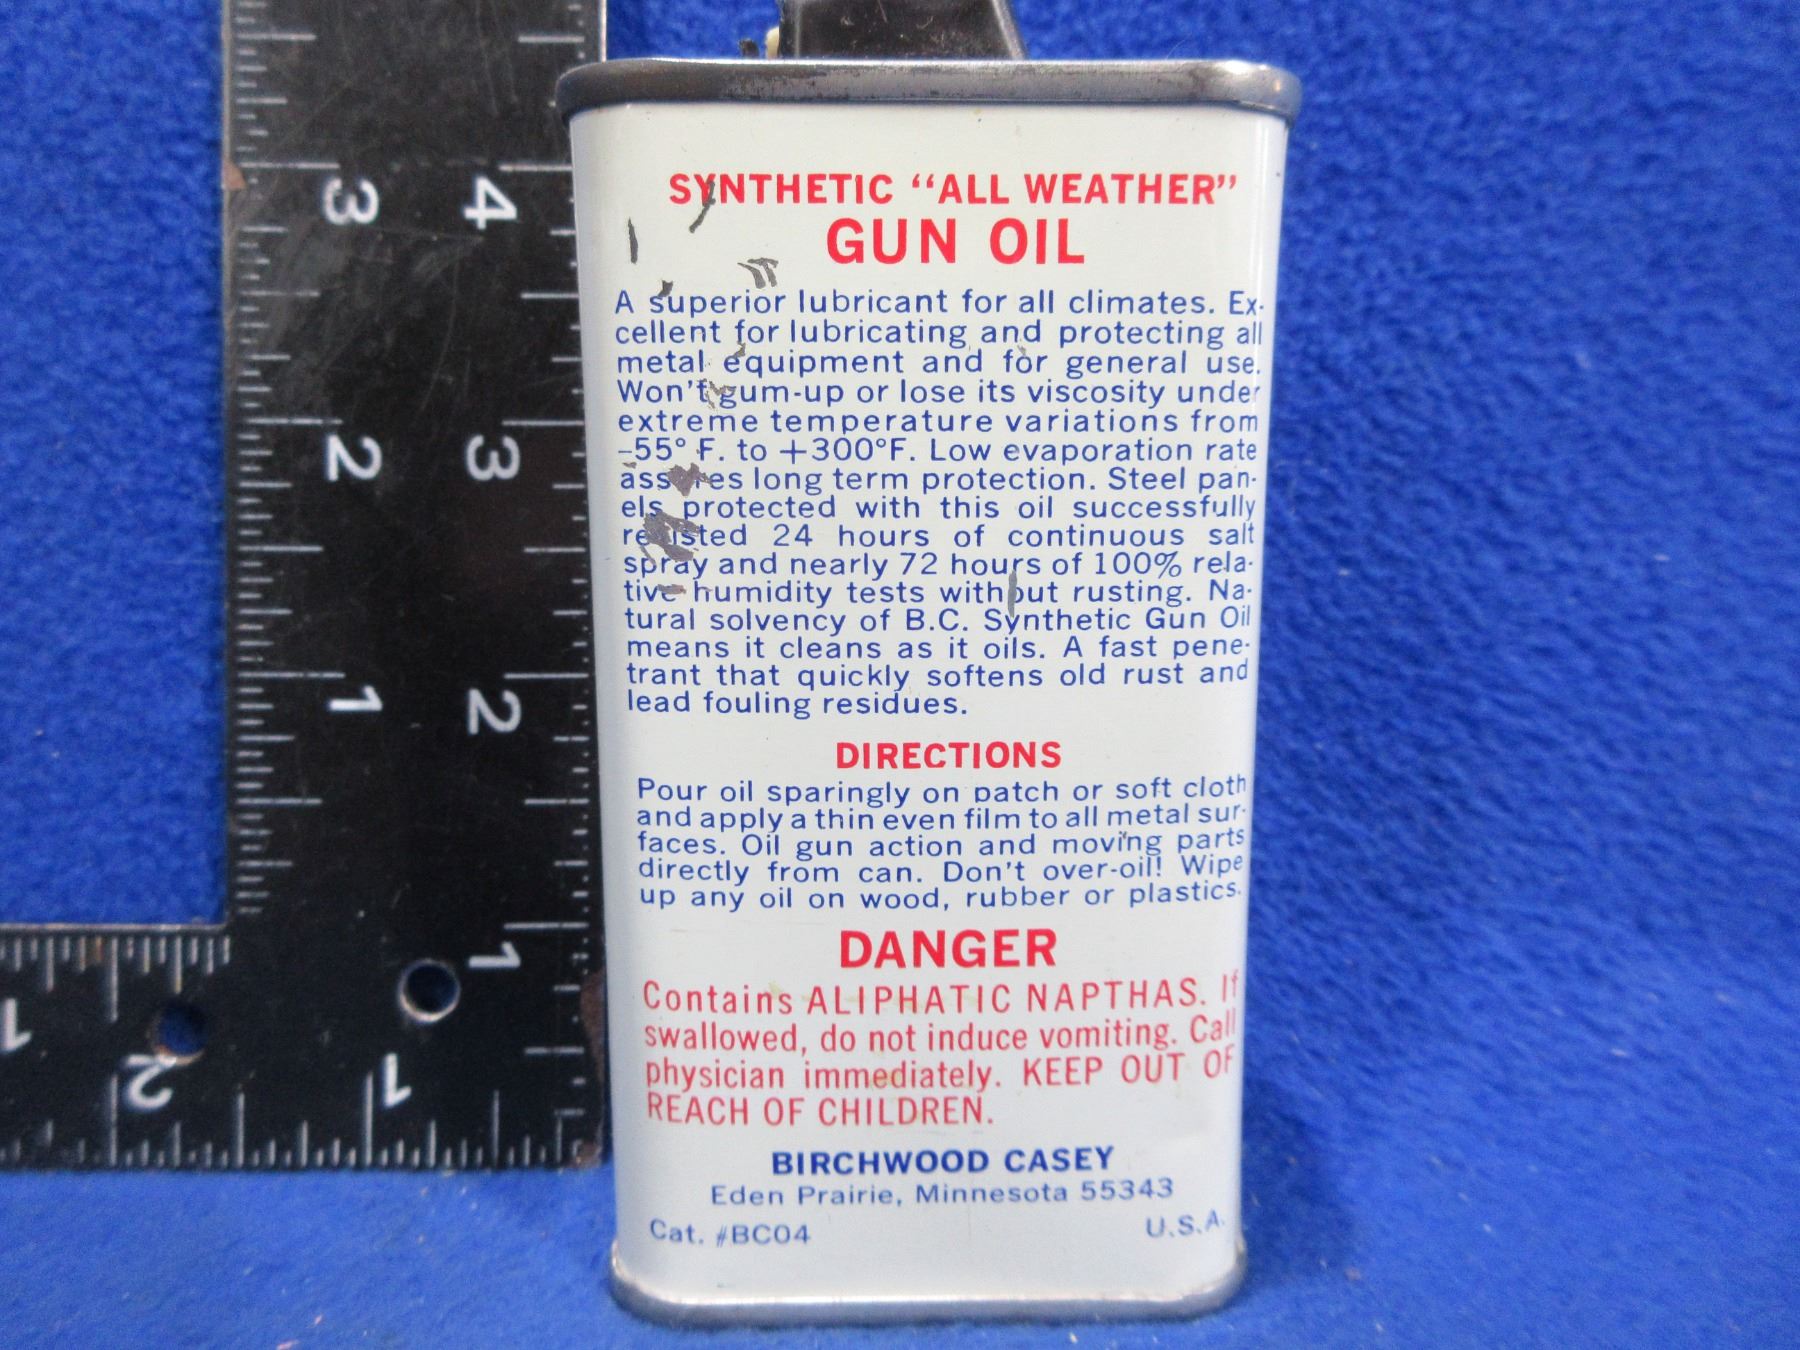 SYNTHETIC “ALL WEATHER”
GUN OIL
A superior lubricant for all climates. Ex-
cellent for lubricating and protecting all
metal equipment and for general use.
Won't gum-up or lose its viscosity under
extreme temperature variations from
-55° F. to +300°F. Low evaporation rate
assures long term protection. Steel pan-
els protected with this oil successfully
resisted 24 hours of continuous salt
spray and nearly 72 hours of 100% rela-
tive humidity tests without rusting. Na-
tural solvency of B.C. Synthetic Gun Oil
means it cleans as it oils. A fast pene-
trant that quickly softens old rust and
lead fouling residues.
DIRECTIONS
Pour oil sparingly on patch or soft cloth
and apply a thin even film to all metal sur-
faces. Oil gun action and moving parts
directly from can. Don't over-oil! Wipe
up any oil on wood, rubber or plastics.
DANGER
Contains ALIPHATIC NAPTHAS. If
swallowed, do not induce vomiting. Call
physician immediately. KEEP OUT OF
REACH OF CHILDREN.
BIRCHWOOD CASEY
Eden Prairie, Minnesota 55343
Cat. #BC04 U.S.A.
3 4
2 3
1 2
1
1 2 1